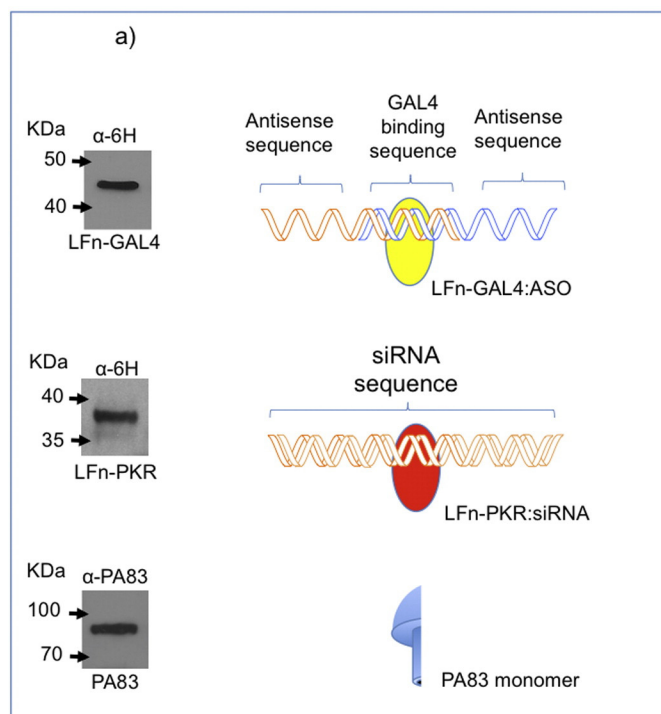 a)
KDa
α-6H
50
40
LFn-GAL4
Antisense
sequence
GAL4
binding
sequence
Antisense
sequence
LFn-GAL4:ASO
KDa
α-6H
40
35
LFn-PKR
siRNA
sequence
LFn-PKR:siRNA
KDa
α-PA83
100
70
PA83
PA83 monomer